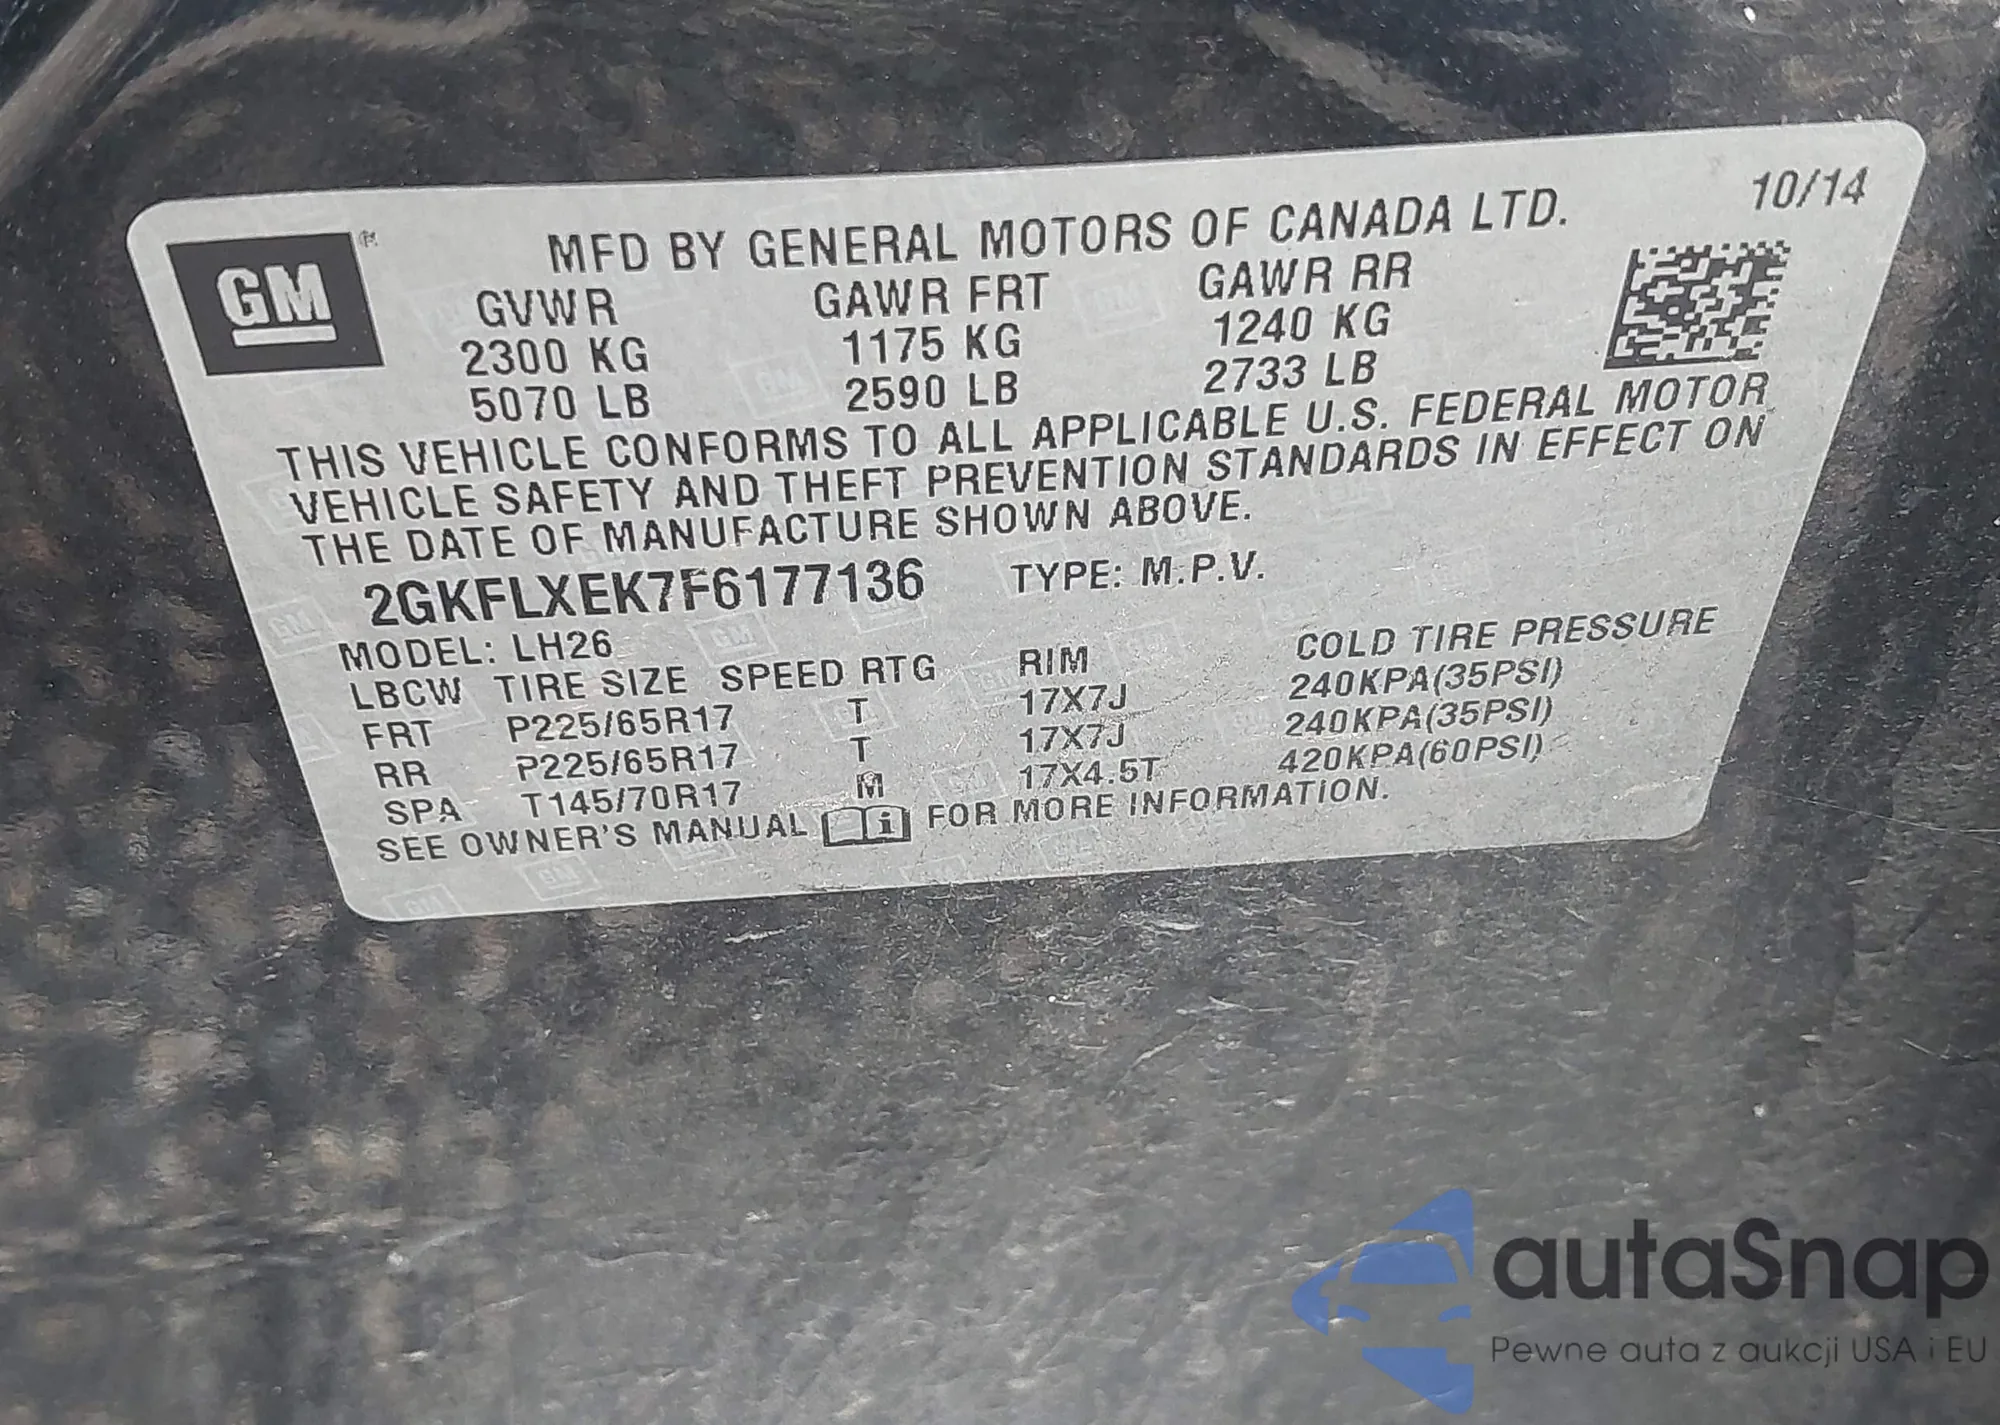 10/14
GM
MFD BY GENERAL MOTORS OF CANADA LTD.
GVWR GAWR FRT GAWR RR
2300 KG 1175 KG 1240 KG
5070 LB 2590 LB 2733 LB
THIS VEHICLE CONFORMS TO ALL APPLICABLE U.S. FEDERAL MOTOR
VEHICLE SAFETY AND THEFT PREVENTION STANDARDS IN EFFECT ON
THE DATE OF MANUFACTURE SHOWN ABOVE.
2GKFLXEK7F6177136 TYPE: M.P.V.
MODEL: LH26
LBCW TIRE SIZE SPEED RTG RIM COLD TIRE PRESSURE
FRT P225/65R17 T 17X7J 240KPA(35PSI)
RR P225/65R17 T 17X7J 240KPA(35PSI)
SPA T145/70R17 M 17X4.5T 420KPA(60PSI)
SEE OWNER'S MANUAL i FOR MORE INFORMATION.
autaSnap
Pewne auta z aukcji USA i EU